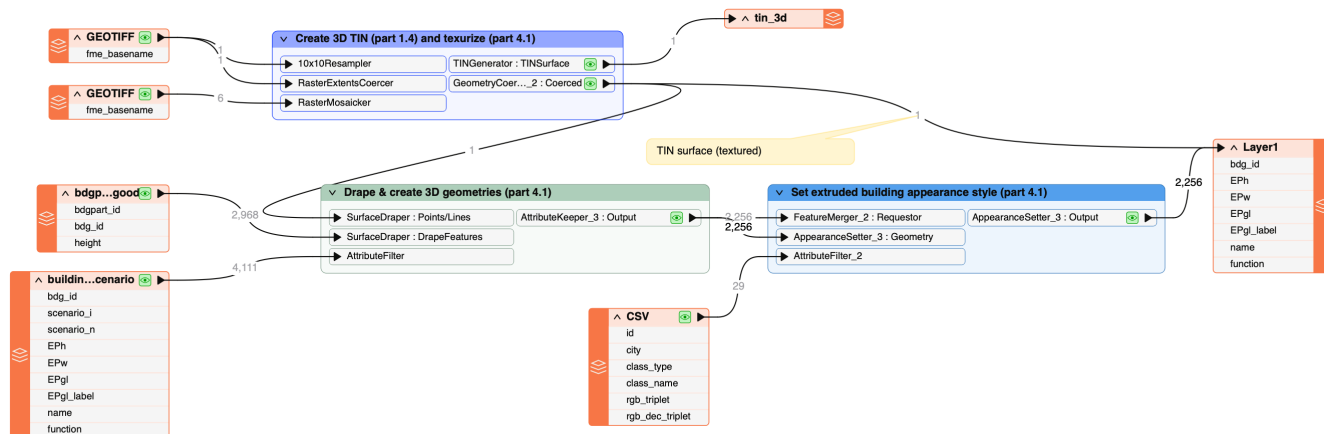 tin_3d
GEOTIFF
fme_basename
Create 3D TIN (part 1.4) and texturize (part 4.1)
10x10Resampler
TINGenerator : TINSurface
RasterExtentsCoercer
GeometryCoer..._2 : Coerced
RasterMosaicker
1
1
1
GEOTIFF
fme_basename
6
1
1
TIN surface (textured)
Layer1
bdg_id
EPh
EPw
EPgl
EPgl_label
name
function
bdgp...good
bdgpart_id
bdg_id
height
2,968
Drape & create 3D geometries (part 4.1)
SurfaceDraper : Points/Lines
AttributeKeeper_3 : Output
SurfaceDraper : DrapeFeatures
AttributeFilter
2,256
2,256
Set extruded building appearance style (part 4.1)
FeatureMerger_2 : Requestor
AppearanceSetter_3 : Output
AppearanceSetter_3 : Geometry
AttributeFilter_2
2,256
4,111
buildin...cenario
bdg_id
scenario_i
scenario_n
EPh
EPw
EPgl
EPgl_label
name
function
29
CSV
id
city
class_type
class_name
rgb_triplet
rgb_dec_triplet